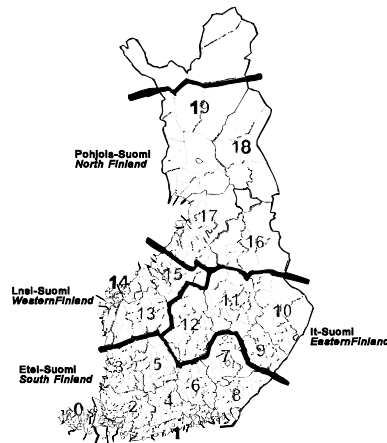 19
Pohjois-Suomi
North Finland
18
17
16
14
15
Lnsi-Suomi
WesternFinland
13
11
10
12
It-Suomi
EasternFinland
Etel-Suomi
South Finland
3
5
7
9
6
0
2
4
8
1